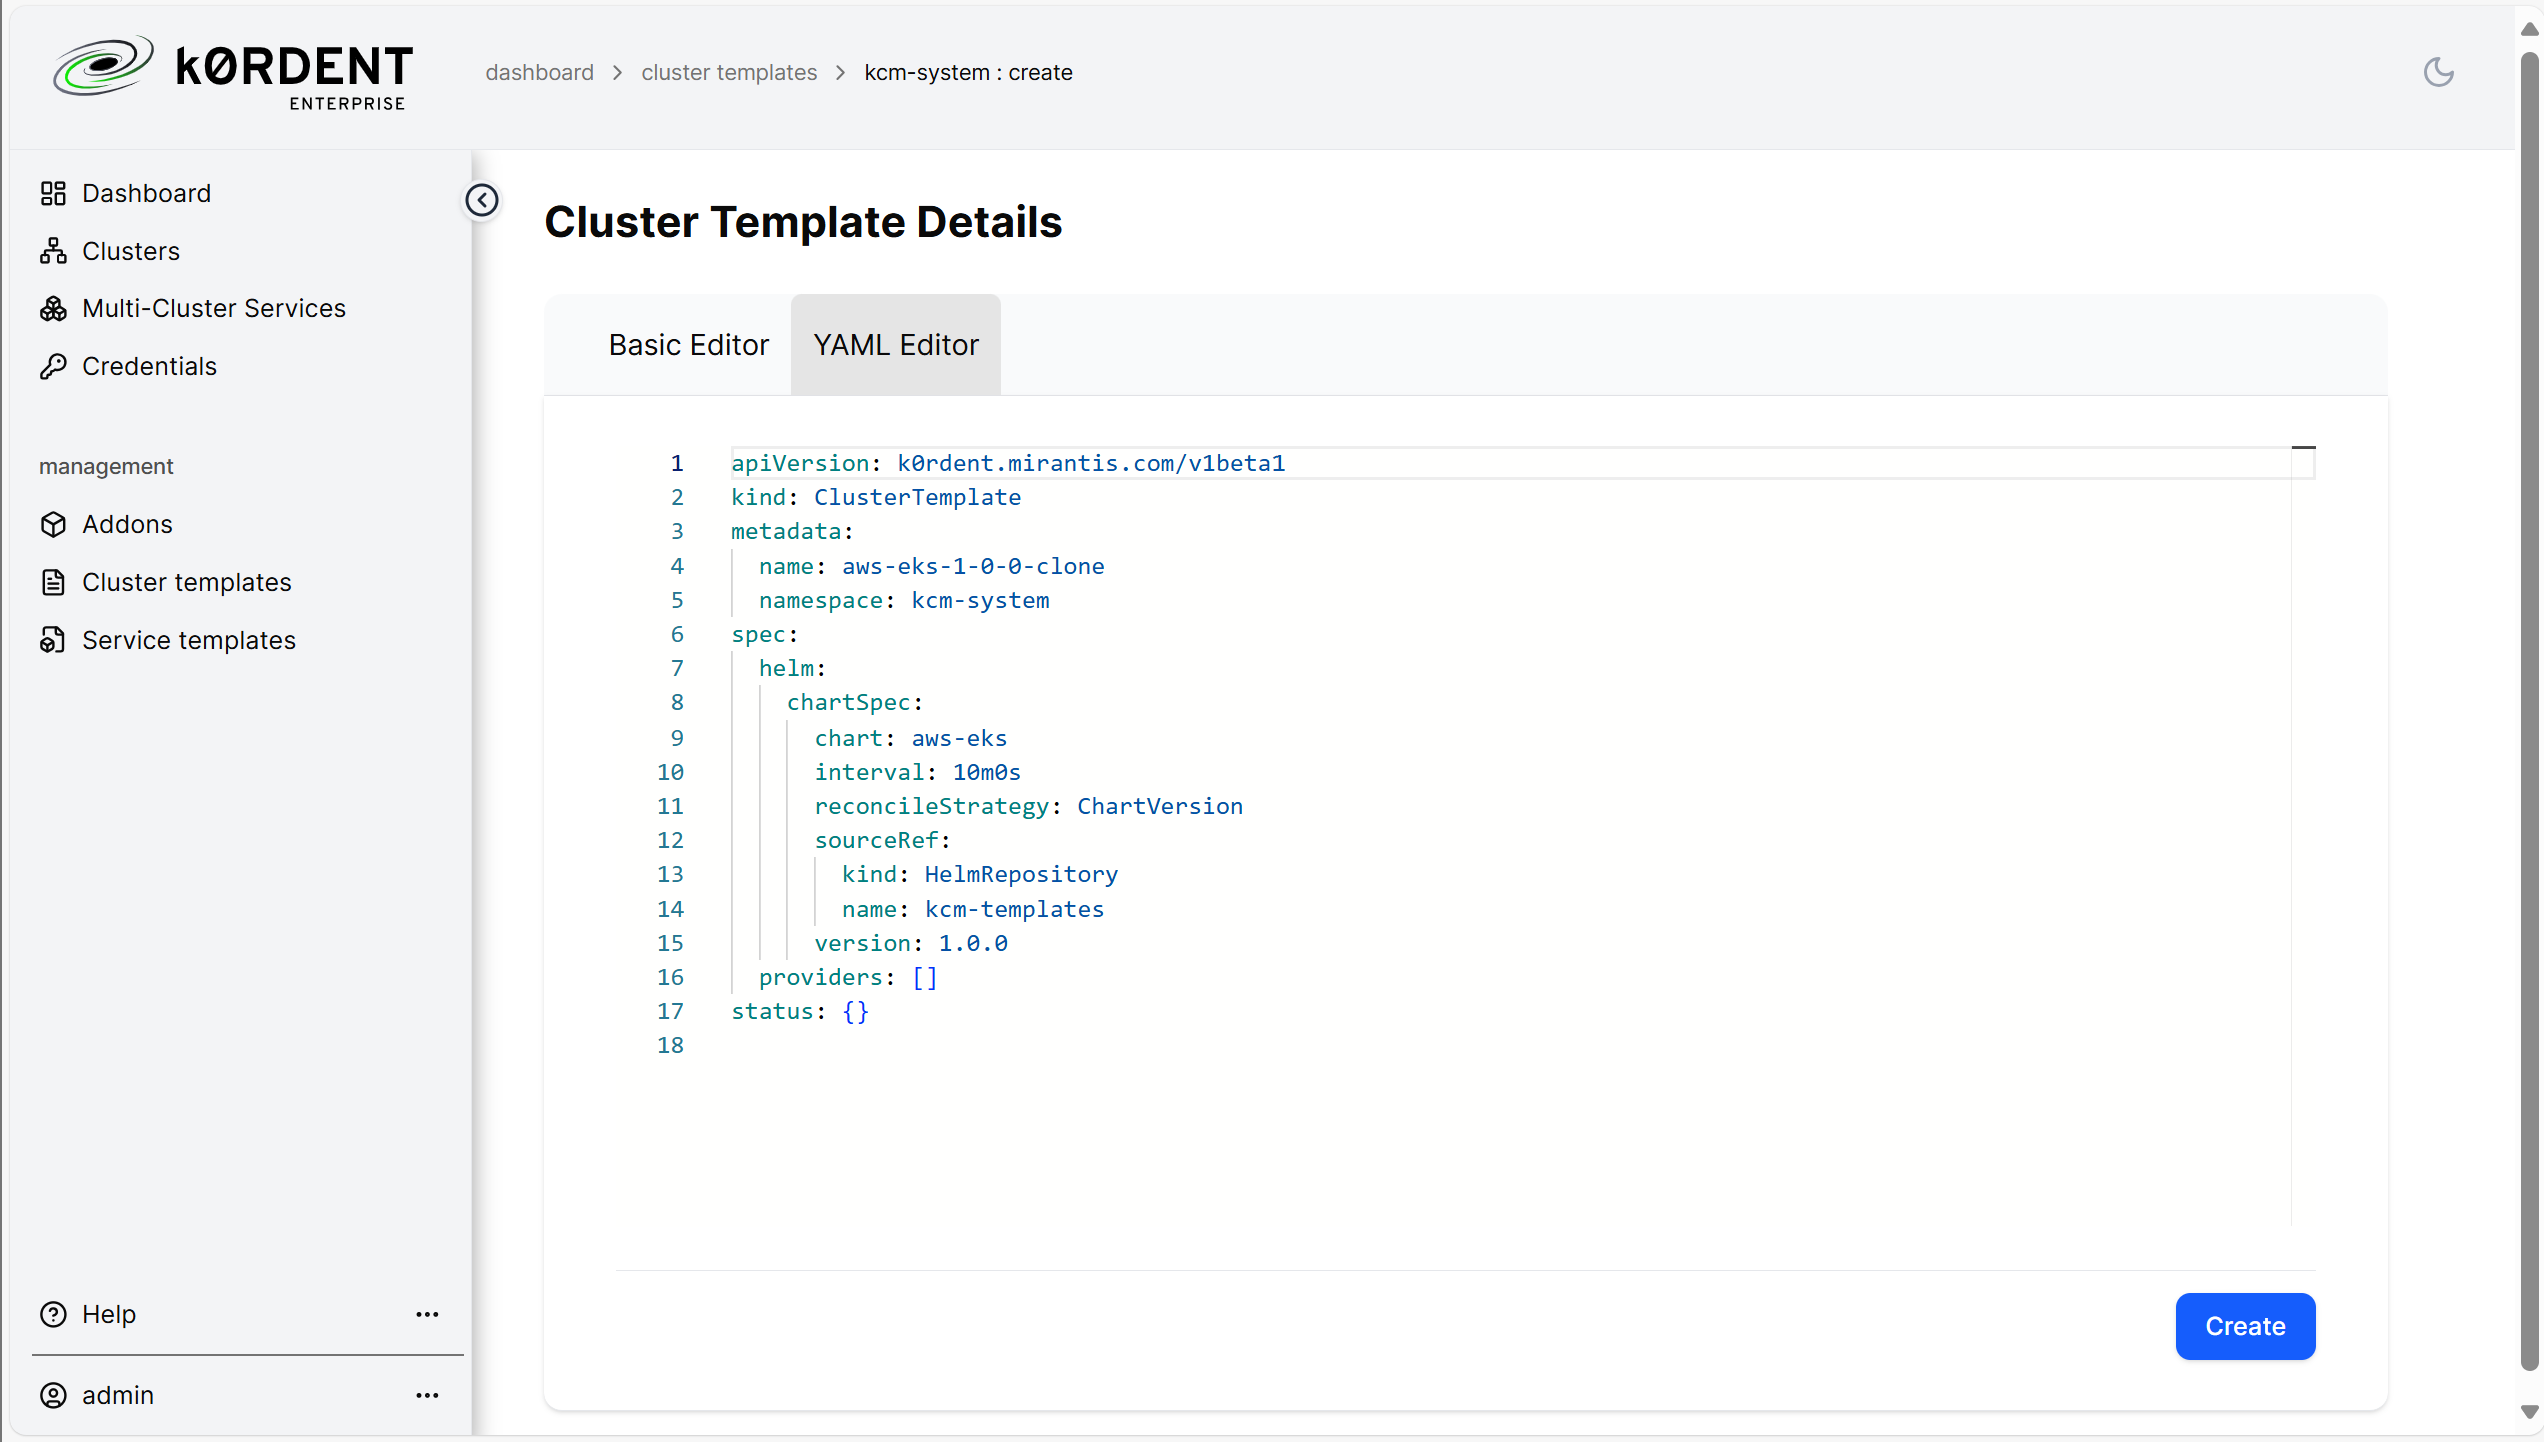 k0RDENT
ENTERPRISE
dashboard > cluster templates > kcm-system : create
Dashboard
Clusters
Multi-Cluster Services
Credentials
management
Addons
Cluster templates
Service templates
Help
admin
Cluster Template Details
Basic Editor YAML Editor
1 apiVersion: k0rdent.mirantis.com/v1beta1
2 kind: ClusterTemplate
3 metadata:
4   name: aws-eks-1-0-0-clone
5   namespace: kcm-system
6 spec:
7   helm:
8     chartSpec:
9       chart: aws-eks
10       interval: 10m0s
11       reconcileStrategy: ChartVersion
12       sourceRef:
13         kind: HelmRepository
14         name: kcm-templates
15       version: 1.0.0
16   providers: []
17 status: {}
18
Create